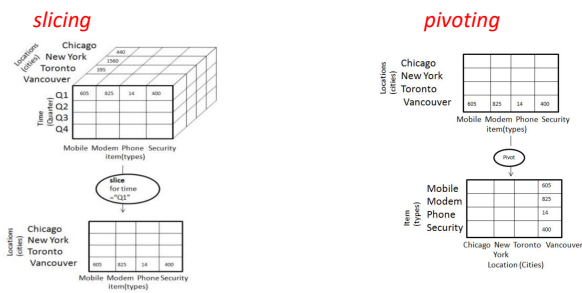 slicing
Locations
(cities)
Chicago
New York
Toronto
Vancouver
440
1560
395
Time
(Quarter)
Q1 605 825 14 400
Q2
Q3
Q4
Mobile Modem Phone Security
item(types)
slice
for time
="Q1"
Locations
(cities)
Chicago
New York
Toronto
Vancouver 605 825 14 400
Mobile Modem Phone Security
item(types)
pivoting
Locations
(cities)
Chicago
New York
Toronto
Vancouver 605 825 14 400
Mobile Modem Phone Security
item(types)
Pivot
Item
(types)
Mobile 605
Modem 825
Phone 14
Security 400
Chicago New York Toronto Vancouver
Location (Cities)